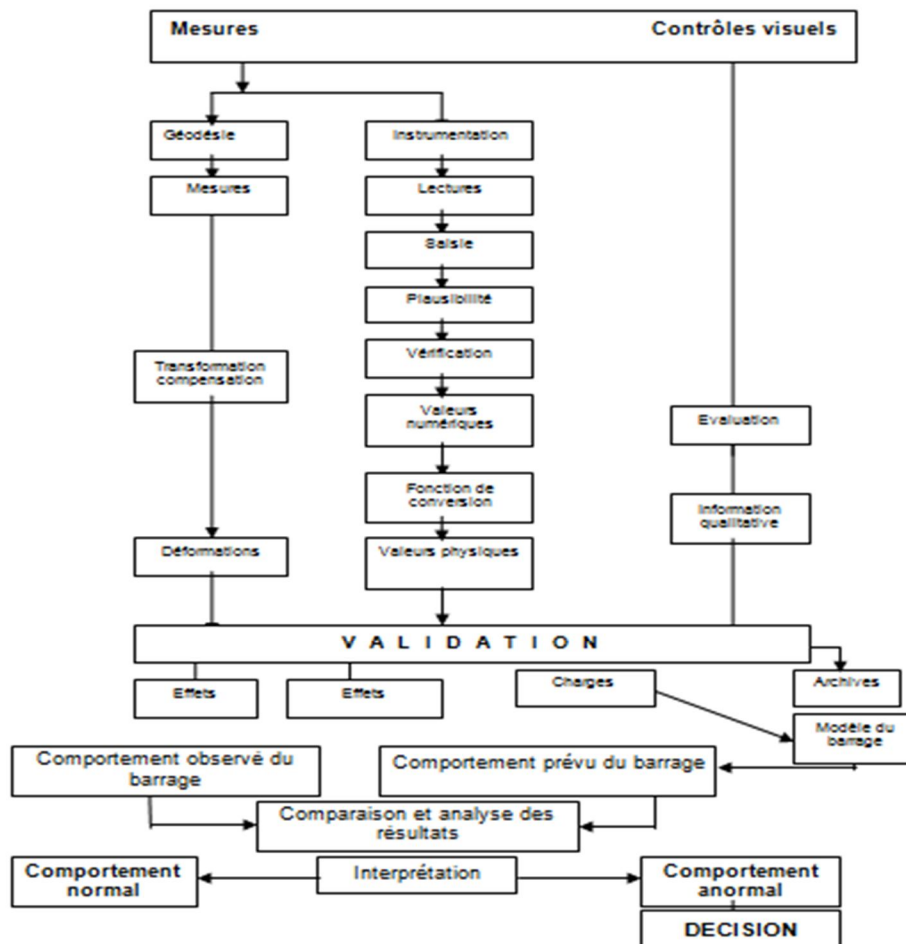 Mesures Contrôles visuels
Géodésie Instrumentation
Mesures Lectures
Saisie
Plausibilité
Transformation
compensation
Vérification
Valeurs
numériques
Evaluation
Fonction de
conversion
Information
qualitative
Déformations Valeurs physiques
V A L I D A T I O N
Effets Effets Charges Archives
Modèle du
barrage
Comportement observé du
barrage
Comportement prévu du barrage
Comparaison et analyse des
résultats
Comportement
normal
Interprétation
Comportement
anormal
DECISION